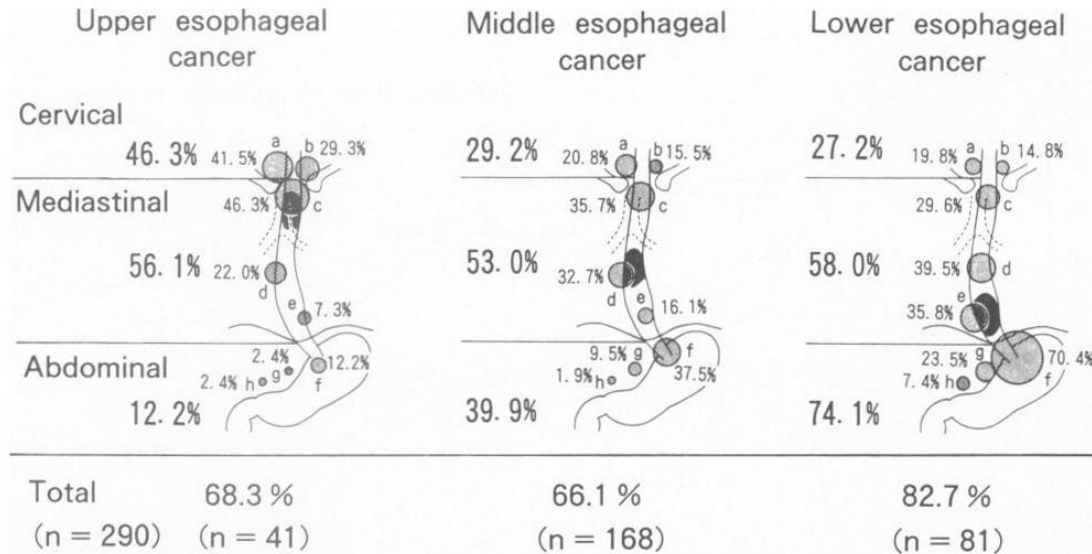 Upper esophageal cancer
Middle esophageal cancer
Lower esophageal cancer
Cervical
46.3%
41.5%
a
b
29.3%
29.2%
20.8%
a
b
15.5%
27.2%
19.8%
a
b
14.8%
Mediastinal
46.3%
c
35.7%
c
29.6%
c
56.1%
22.0%
d
e
7.3%
53.0%
32.7%
d
e
16.1%
58.0%
39.5%
d
e
35.8%
Abdominal
2.4%
g
2.4%
h
12.2%
f
12.2%
9.5%
g
1.9%
h
f
37.5%
39.9%
23.5%
g
7.4%
h
70.4%
f
74.1%
Total
68.3 %
66.1 %
82.7 %
(n = 290)
(n = 41)
(n = 168)
(n = 81)